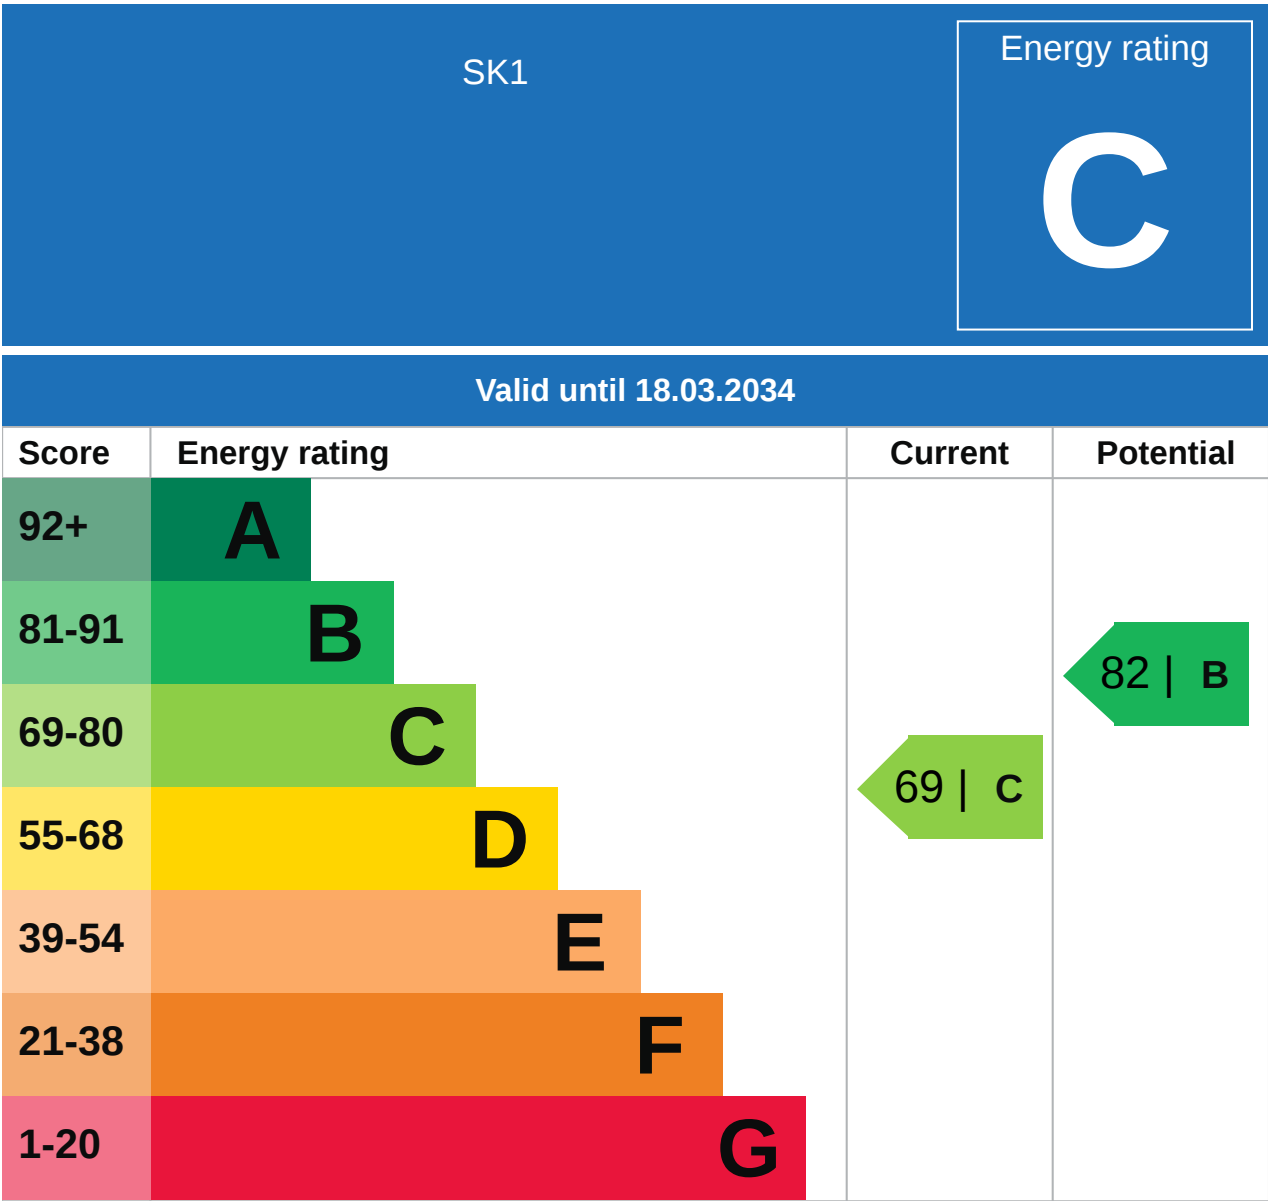 SK1
Energy rating
C
Valid until 18.03.2034
Score Energy rating Current Potential
92+ A
81-91 B
82 | B
69-80 C
69 | C
55-68 D
39-54 E
21-38 F
1-20 G